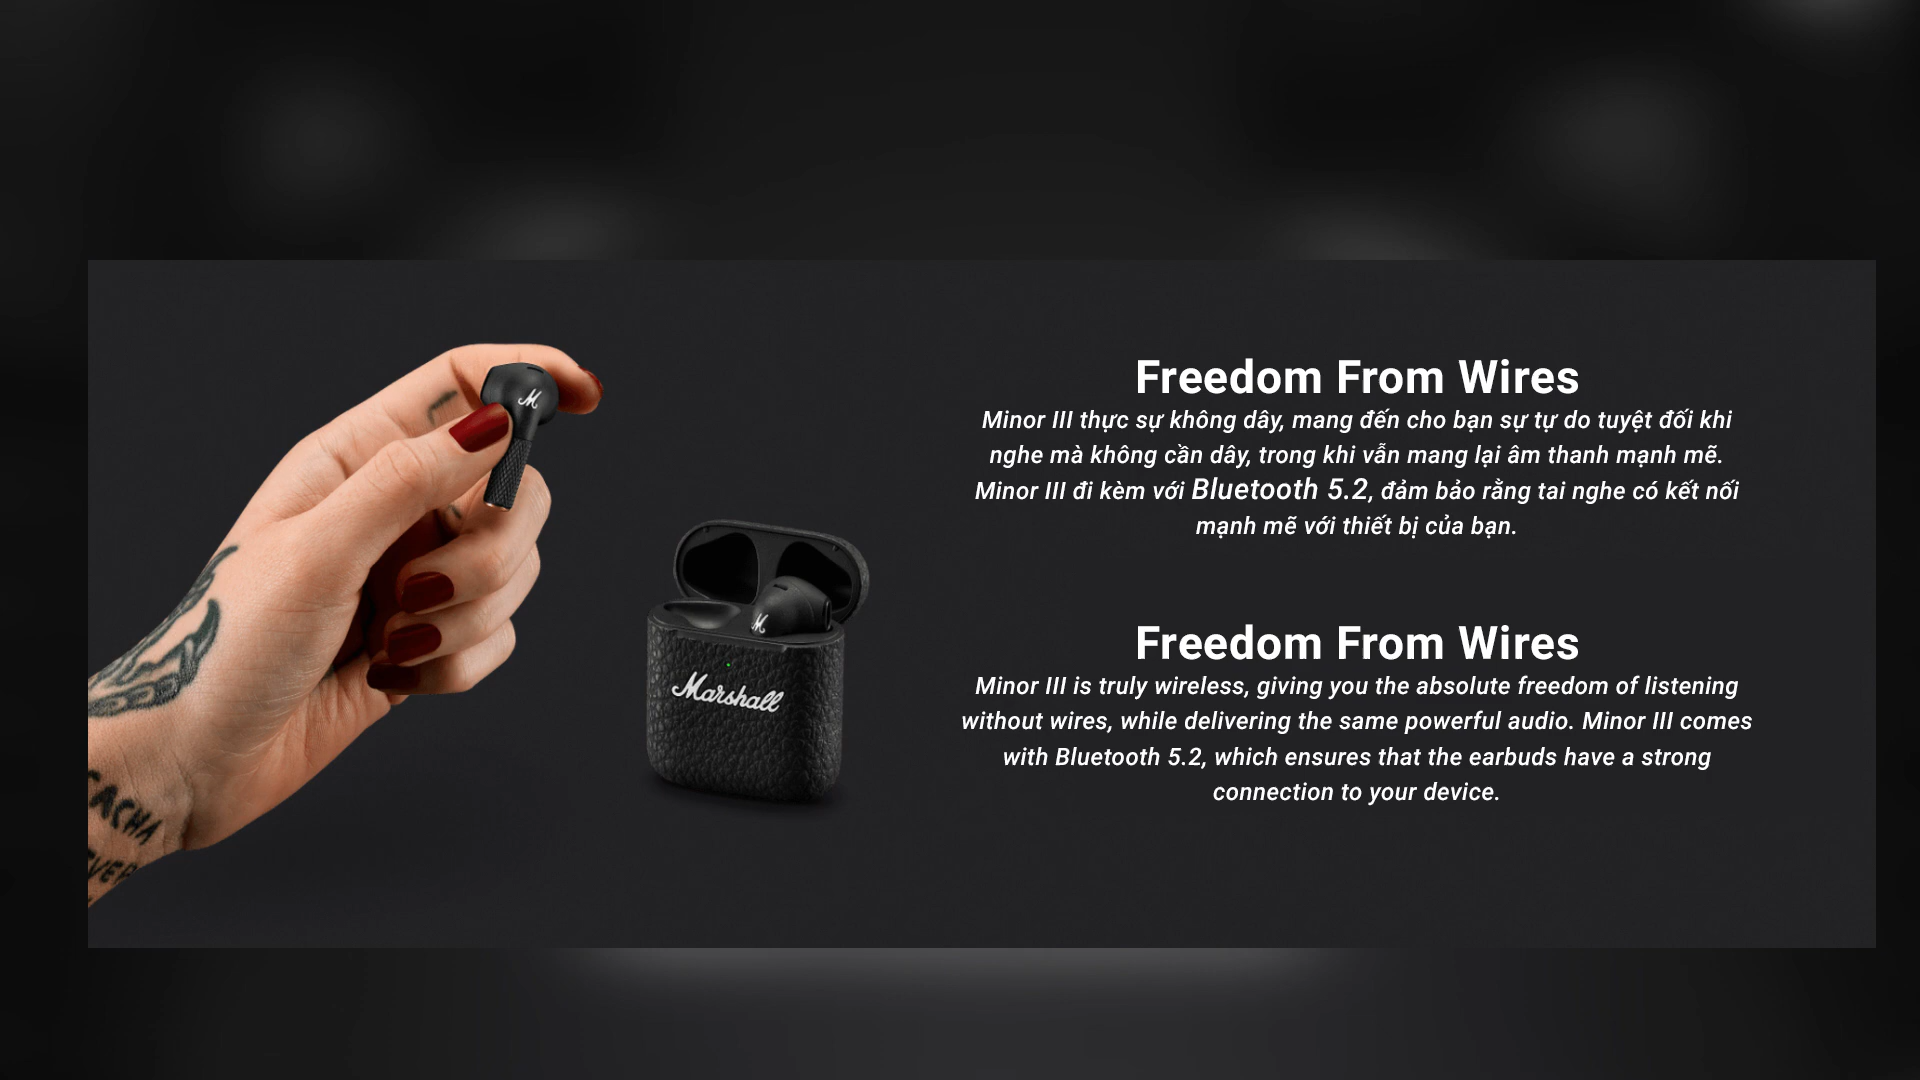 Freedom From Wires
Minor III thực sự không dây, mang đến cho bạn sự tự do tuyệt đối khi
nghe mà không cần dây, trong khi vẫn mang lại âm thanh mạnh mẽ.
Minor III đi kèm với Bluetooth 5.2, đảm bảo rằng tai nghe có kết nối
mạnh mẽ với thiết bị của bạn.
Freedom From Wires
Minor III is truly wireless, giving you the absolute freedom of listening
without wires, while delivering the same powerful audio. Minor III comes
with Bluetooth 5.2, which ensures that the earbuds have a strong
connection to your device.
M
M
Marshall